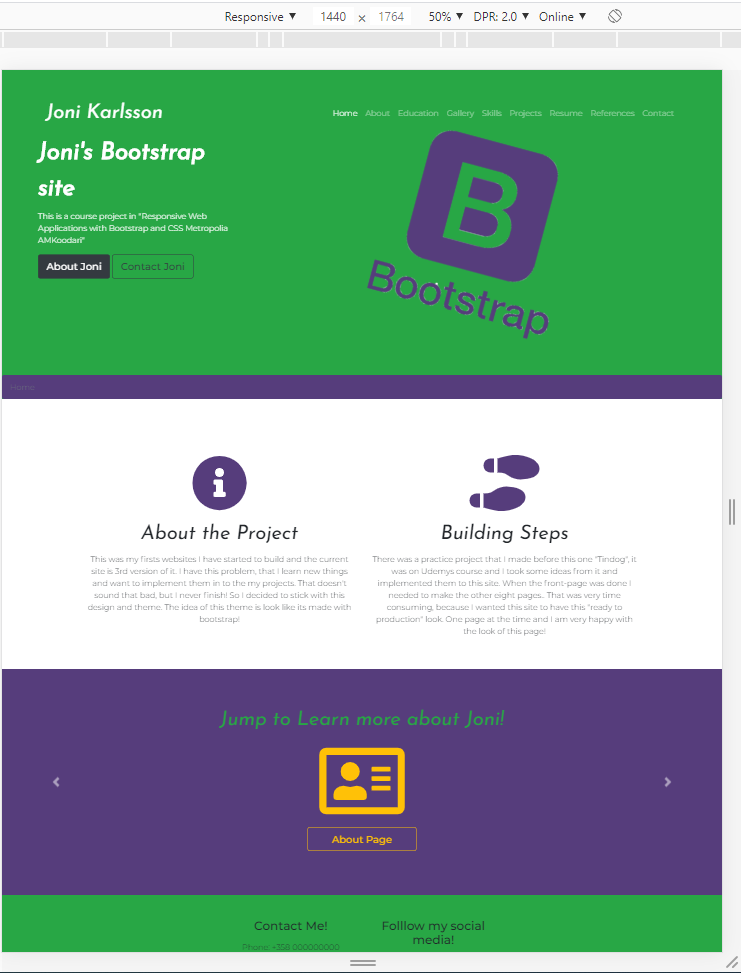 Responsive ▼ 1440 × 1764 50% ▼ DPR: 2.0 ▼ Online ▼
Joni Karlsson
Home About Education Gallery Skills Projects Resume References Contact
Joni's Bootstrap
site
This is a course project in "Responsive Web
Applications with Bootstrap and CSS Metropolia
AMKoodari"
About Joni Contact Joni
B
Bootstrap
Home
About the Project
This was my firsts websites I have started to build and the current
site is 3rd version of it. I have this problem, that I learn new things
and want to implement them in to the my projects. That doesn't
sound that bad, but I never finish! So I decided to stick with this
design and theme. The idea of this theme is look like its made with
bootstrap!
Building Steps
There was a practice project that I made before this one "Tindog", it
was on Udemys course and I took some ideas from it and
implemented them to this site. When the front-page was done I
needed to make the other eight pages.. That was very time
consuming, because I wanted this site to have this "ready to
production" look. One page at the time and I am very happy with
the look of this page!
Jump to Learn more about Joni!
About Page
Contact Me!
Phone: +358 000000000
Folllow my social
media!